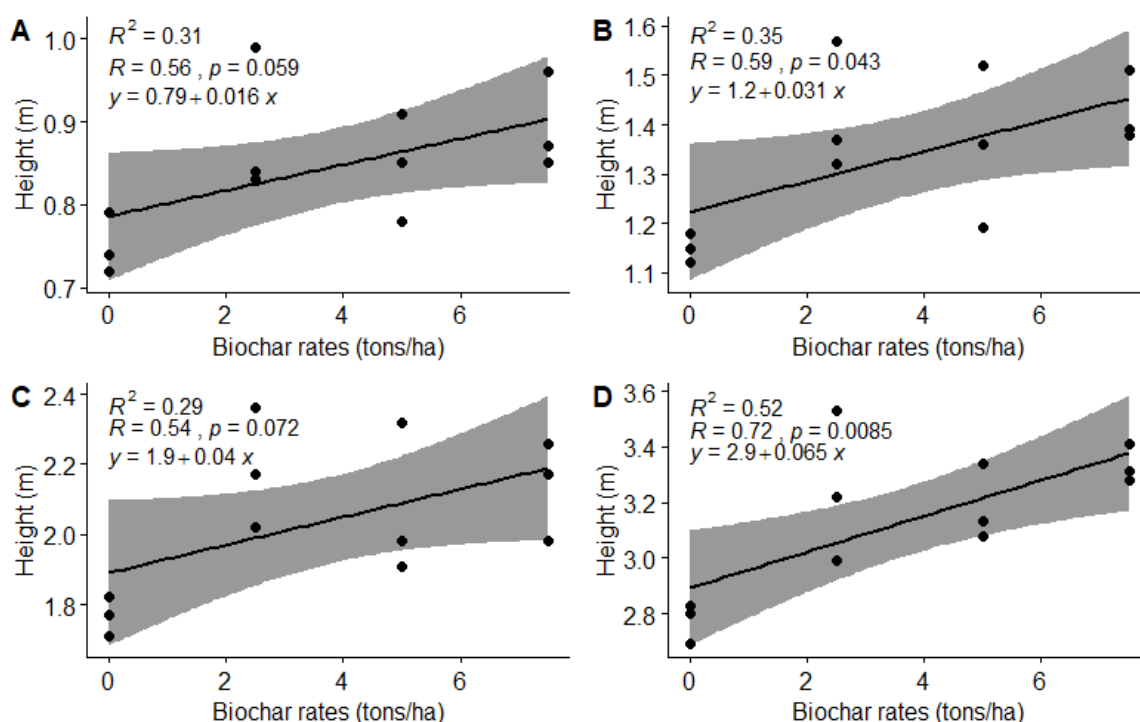 A
R² = 0.31
R = 0.56 , p = 0.059
y = 0.79+0.016 x
Height (m)
1.0
0.9
0.8
0.7
0 2 4 6
Biochar rates (tons/ha)
B
R² = 0.35
R = 0.59 , p = 0.043
y = 1.2+0.031 x
Height (m)
1.6
1.5
1.4
1.3
1.2
1.1
0 2 4 6
Biochar rates (tons/ha)
C
R² = 0.29
R = 0.54 , p = 0.072
y = 1.9+0.04 x
Height (m)
2.4
2.2
2.0
1.8
0 2 4 6
Biochar rates (tons/ha)
D
R² = 0.52
R = 0.72 , p = 0.0085
y = 2.9+0.065 x
Height (m)
3.6
3.4
3.2
3.0
2.8
0 2 4 6
Biochar rates (tons/ha)